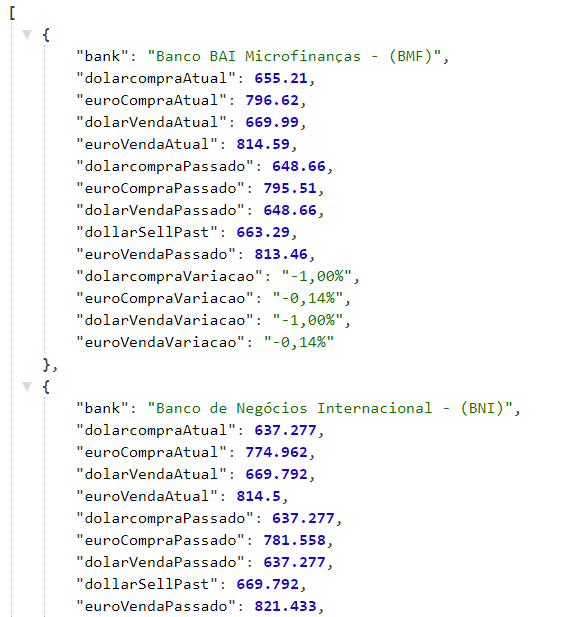 [
{
"bank": "Banco BAI Microfinanças - (BMF)",
"dolarcompraAtual": 655.21,
"euroCompraAtual": 796.62,
"dolarVendaAtual": 669.99,
"euroVendaAtual": 814.59,
"dolarcompraPassado": 648.66,
"euroCompraPassado": 795.51,
"dolarVendaPassado": 648.66,
"dollarSellPast": 663.29,
"euroVendaPassado": 813.46,
"dolarcompraVariacao": "-1,00%",
"euroCompraVariacao": "-0,14%",
"dolarVendaVariacao": "-1,00%",
"euroVendaVariacao": "-0,14%"
},
{
"bank": "Banco de Negócios Internacional - (BNI)",
"dolarcompraAtual": 637.277,
"euroCompraAtual": 774.962,
"dolarVendaAtual": 669.792,
"euroVendaAtual": 814.5,
"dolarcompraPassado": 637.277,
"euroCompraPassado": 781.558,
"dolarVendaPassado": 637.277,
"dollarSellPast": 669.792,
"euroVendaPassado": 821.433,